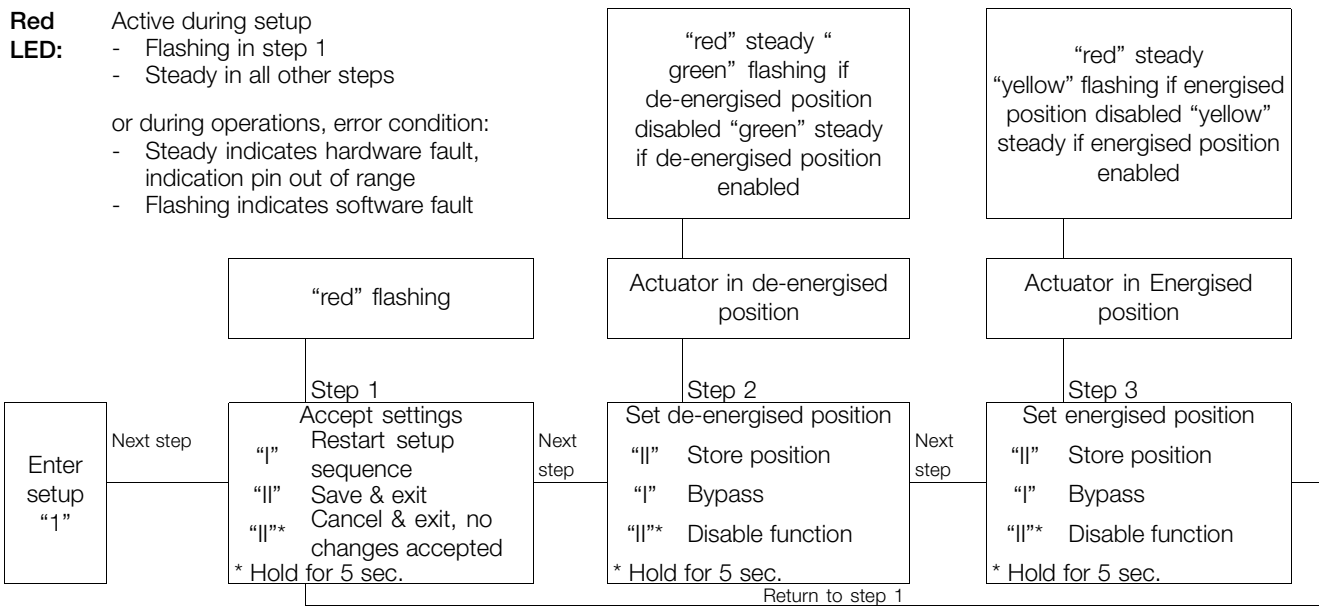 Red LED:
Active during setup
- Flashing in step 1
- Steady in all other steps
or during operations, error condition:
- Steady indicates hardware fault,
indication pin out of range
- Flashing indicates software fault
"red" steady "
green" flashing if
de-energised position
disabled "green" steady
if de-energised position
enabled
"red" steady
"yellow" flashing if energised
position disabled "yellow"
steady if energised position
enabled
"red" flashing
Actuator in de-energised
position
Actuator in Energised
position
Enter
setup
"1"
Next step
Step 1
Accept settings
"I" Restart setup
sequence
"II" Save & exit
"II"* Cancel & exit, no
changes accepted
* Hold for 5 sec.
Next
step
Step 2
Set de-energised position
"II" Store position
"I" Bypass
"II"* Disable function
* Hold for 5 sec.
Next
step
Step 3
Set energised position
"II" Store position
"I" Bypass
"II"* Disable function
* Hold for 5 sec.
Return to step 1